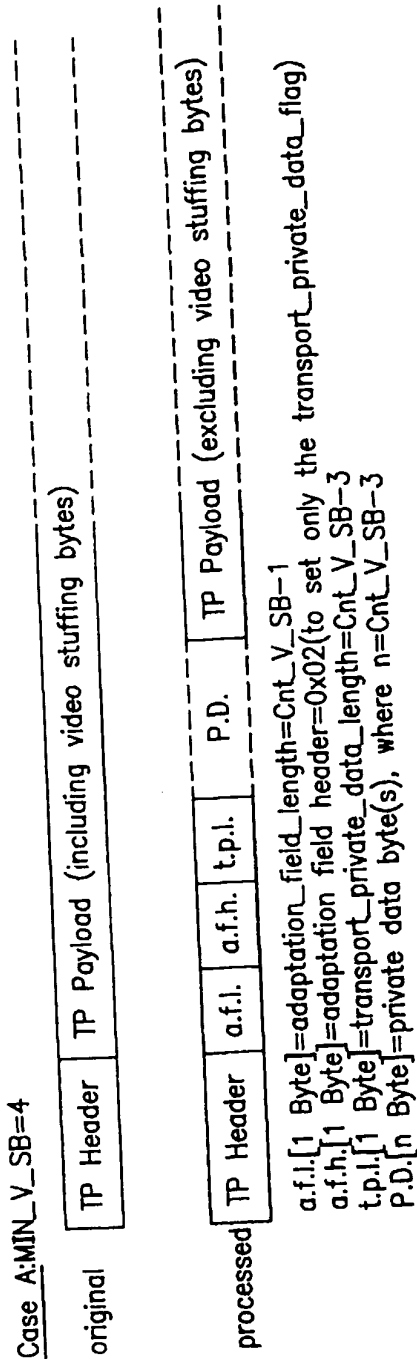 Case A:MIN_V_SB=4
original TP Header TP Payload (including video stuffing bytes)
processed TP Header a.f.l. a.f.h. t.p.l. P.D. TP Payload (excluding video stuffing bytes)
a.f.l.[1 Byte]=adaptation_field_length=Cnt_V_SB-1
a.f.h.[1 Byte]=adaptation field header=0x02(to set only the transport_private_data_flag)
t.p.l.[1 Byte]=transport_private_data_length=Cnt_V_SB-3
P.D.[n Byte]=private data byte(s), where n=Cnt_V_SB-3